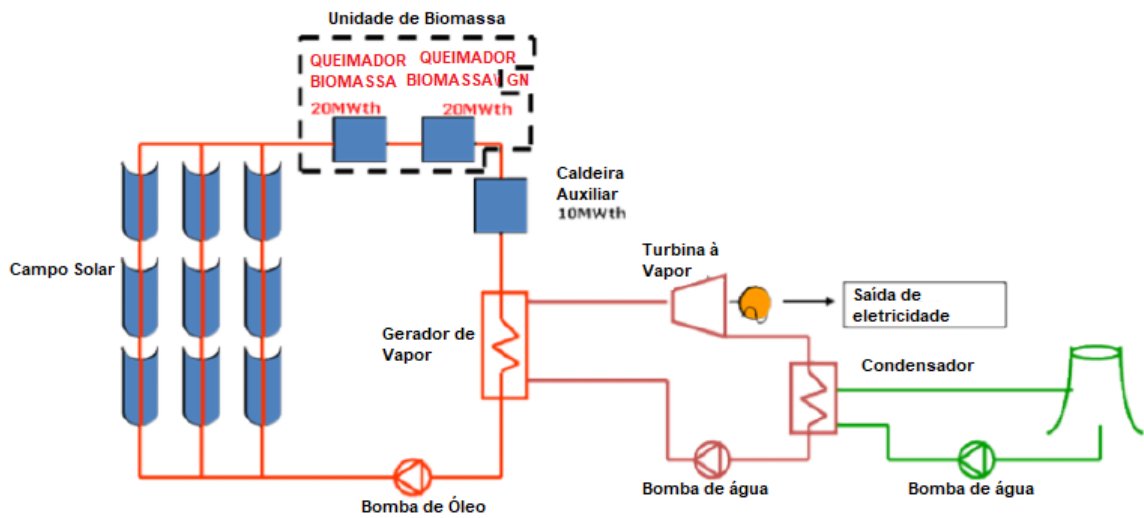 Unidade de Biomassa
QUEIMADOR
BIOMASSA
20MWth
QUEIMADOR
BIOMASSA\ GN
20MWth
Caldeira
Auxiliar
10MWth
Campo Solar
Turbina à
Vapor
Saída de
eletricidade
Gerador de
Vapor
Condensador
Bomba de Óleo
Bomba de água
Bomba de água